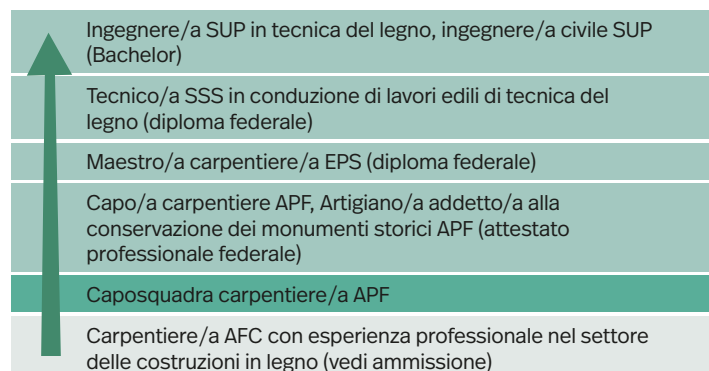 Ingegnere/a SUP in tecnica del legno, ingegnere/a civile SUP
(Bachelor)
Tecnico/a SSS in conduzione di lavori edili di tecnica del
legno (diploma federale)
Maestro/a carpentiere/a EPS (diploma federale)
Capo/a carpentiere APF, Artigiano/a addetto/a alla
conservazione dei monumenti storici APF (attestato
professionale federale)
Caposquadra carpentiere/a APF
Carpentiere/a AFC con esperienza professionale nel settore
delle costruzioni in legno (vedi ammissione)